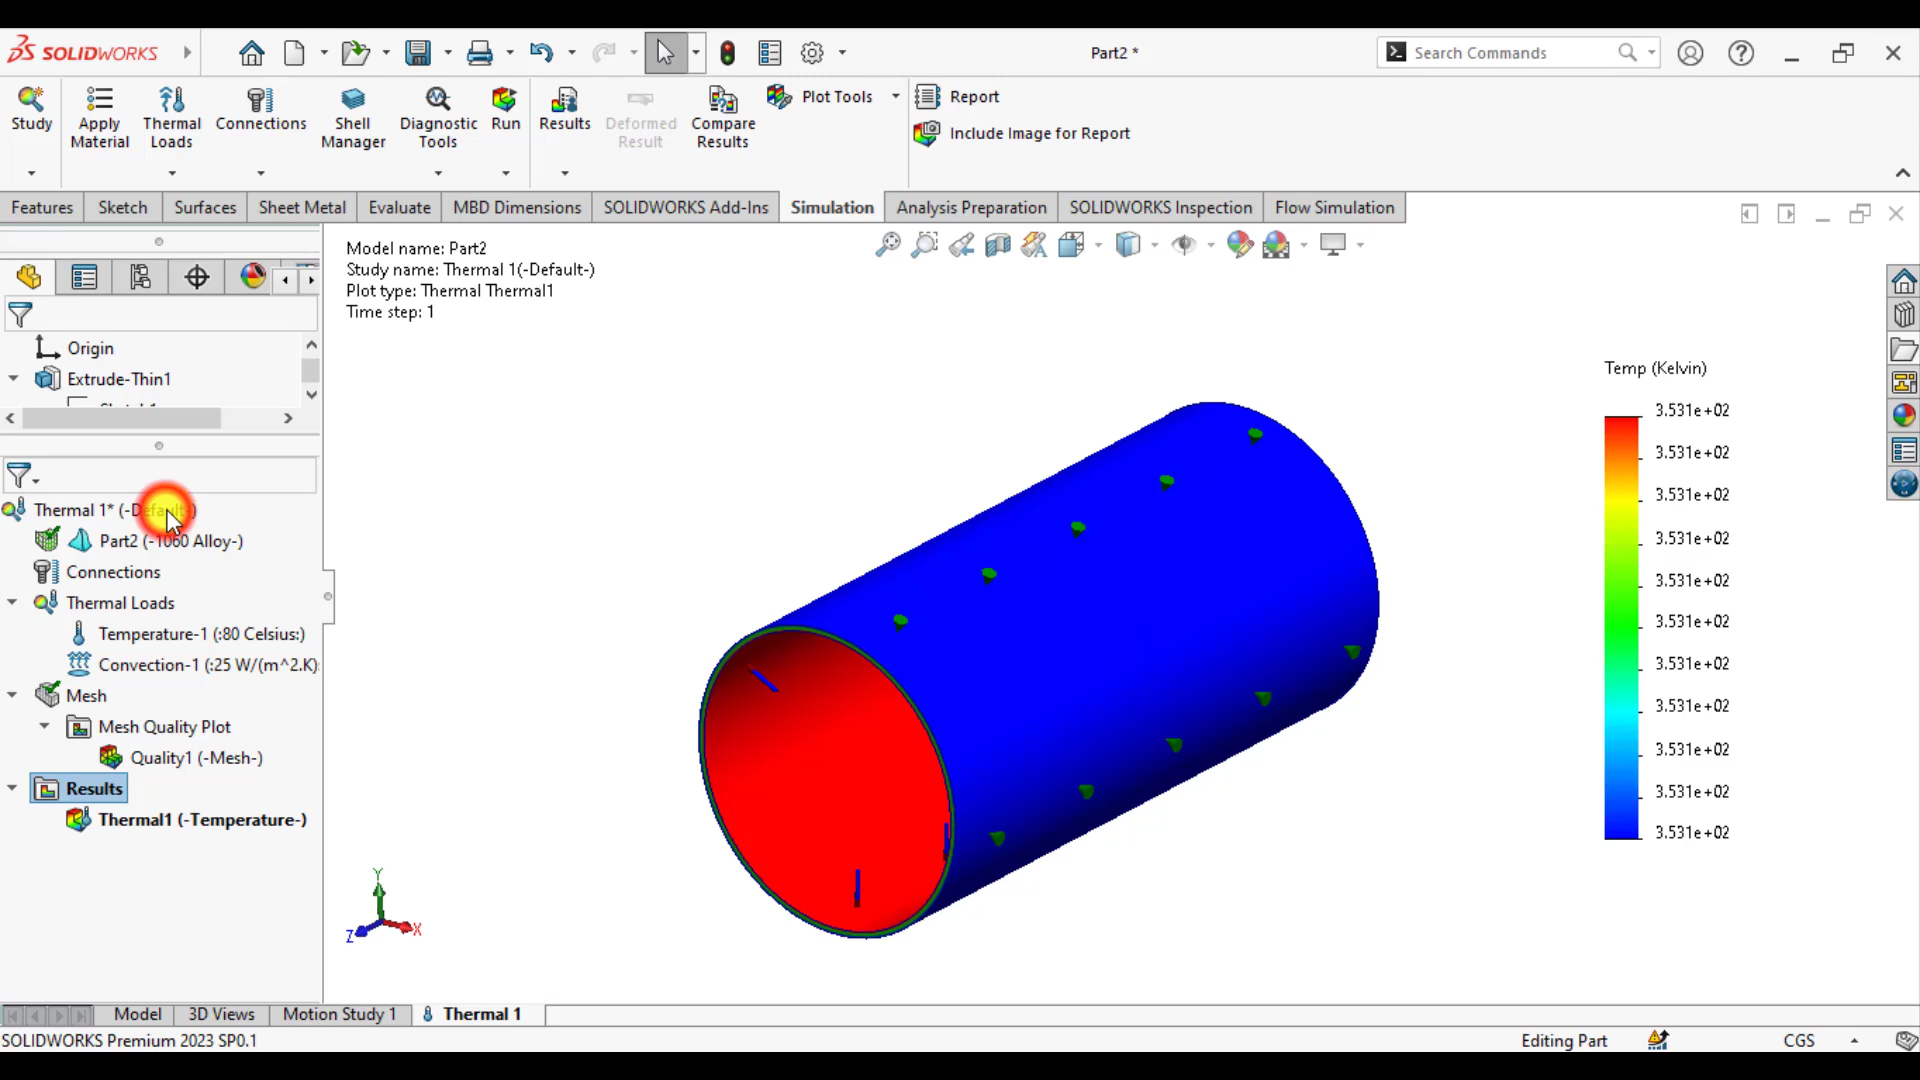 SOLIDWORKS
Part2 *
Search Commands
Study
Apply Material
Thermal Loads
Connections
Shell Manager
Diagnostic Tools
Run
Results
Deformed Result
Compare Results
Plot Tools
Report
Include Image for Report
Features
Sketch
Surfaces
Sheet Metal
Evaluate
MBD Dimensions
SOLIDWORKS Add-Ins
Simulation
Analysis Preparation
SOLIDWORKS Inspection
Flow Simulation
Origin
Extrude-Thin1
Thermal 1* (-Default-)
Part2 (-1060 Alloy-)
Connections
Thermal Loads
Temperature-1 (:80 Celsius:)
Convection-1 (:25 W/(m^2.K):
Mesh
Mesh Quality Plot
Quality1 (-Mesh-)
Results
Thermal1 (-Temperature-)
Model name: Part2
Study name: Thermal 1(-Default-)
Plot type: Thermal Thermal1
Time step: 1
Temp (Kelvin)
3.531e+02
3.531e+02
3.531e+02
3.531e+02
3.531e+02
3.531e+02
3.531e+02
3.531e+02
3.531e+02
3.531e+02
3.531e+02
Y
Z
X
Model
3D Views
Motion Study 1
Thermal 1
SOLIDWORKS Premium 2023 SP0.1
Editing Part
CGS